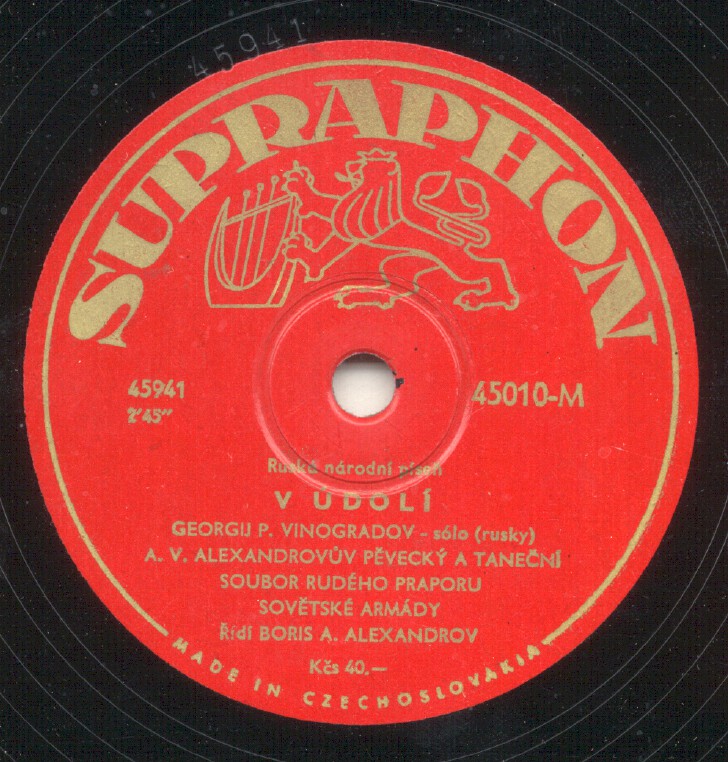 45941
SUPRAPHON
45941
2'45"
45010-M
Ruská národní píseň
V ÚDOLÍ
GEORGIJ P. VINOGRADOV - sólo (rusky)
A. V. ALEXANDROVŮV PĚVECKÝ A TANEČNÍ
SOUBOR RUDÉHO PRAPORU
SOVĚTSKÉ ARMÁDY
Řídí BORIS A. ALEXANDROV
Kčs 40.—
MADE IN CZECHOSLOVAKIA